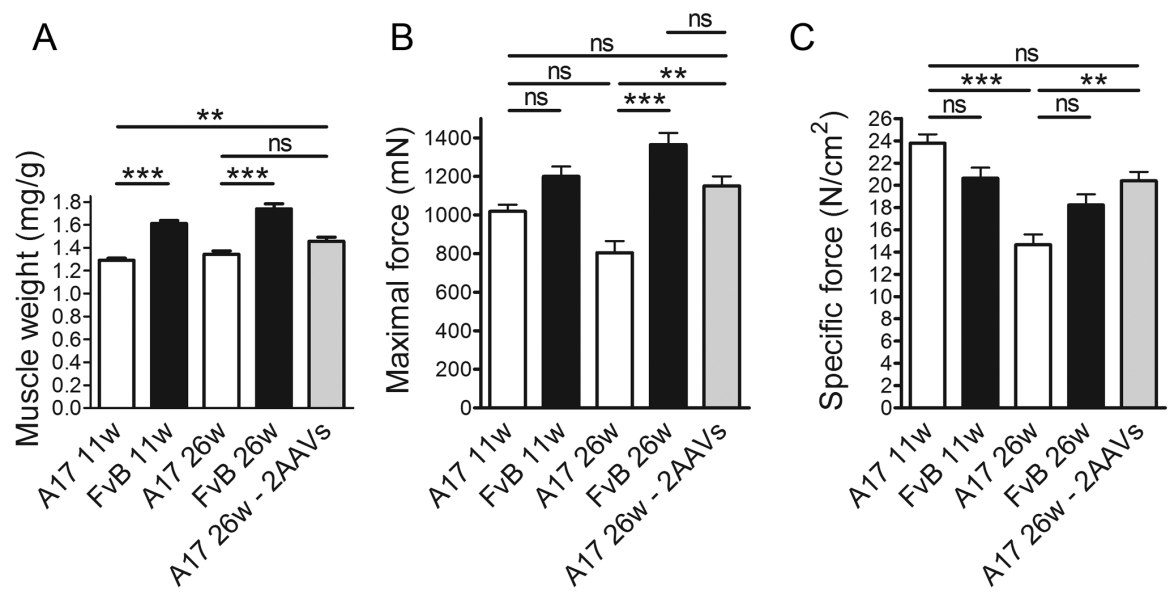 A
**
ns
*** ***
Muscle weight (mg/g)
1.8
1.6
1.4
1.2
1.0
0.8
0.6
0.4
0.2
0.0
A17 11w
FvB 11w
A17 26w
FvB 26w
A17 26w - 2AAVs
B
ns
ns
ns **
ns ***
Maximal force (mN)
1400
1200
1000
800
600
400
200
0
A17 11w
FvB 11w
A17 26w
FvB 26w
A17 26w - 2AAVs
C
ns
*** **
ns ns
Specific force (N/cm²)
26
24
22
20
18
16
14
12
10
8
6
4
2
0
A17 11w
FvB 11w
A17 26w
FvB 26w
A17 26w - 2AAVs